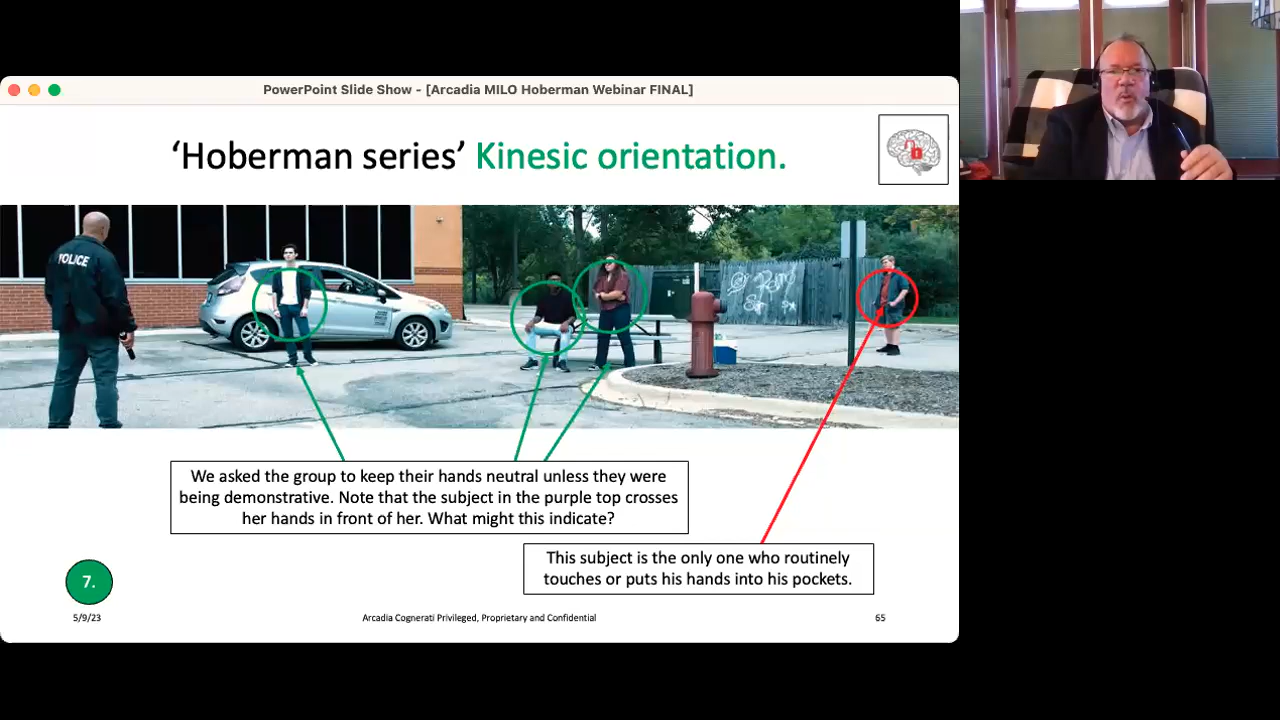 PowerPoint Slide Show - [Arcadia MILO Hoberman Webinar FINAL]
‘Hoberman series’ Kinesic orientation.
POLICE
We asked the group to keep their hands neutral unless they were
being demonstrative. Note that the subject in the purple top crosses
her hands in front of her. What might this indicate?
This subject is the only one who routinely
touches or puts his hands into his pockets.
7.
5/9/23
Arcadia Cognerati Privileged, Proprietary and Confidential
65